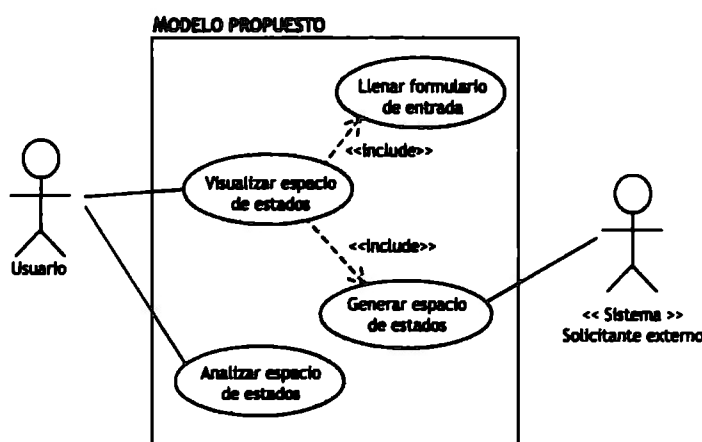 MODELO PROPUESTO
Llenar formulario
de entrada
<<include>>
Visualizar espacio
de estados
Usuario
<<include>>
Generar espacio
de estados
<< Sistema >>
Solicitante externo
Analizar espacio
de estados